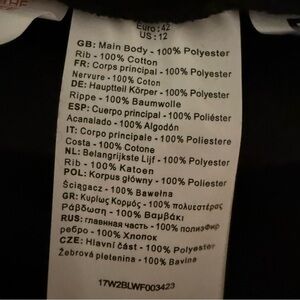 Euro : 42
US : 12
GB: Main Body - 100% Polyester
Rib - 100% Cotton
FR: Corps principal - 100% Polyester
Nervure - 100% Coton
DE: Hauptteil Körper - 100% Polyester
Rippe - 100% Baumwolle
ESP: Cuerpo Principal - 100% Poliéster
Acanalado - 100% Algodón
IT: Corpo principale - 100% Poliestere
Costa - 100% Cotone
NL: Belangrijkste Lijf - 100% Polyester
Rib - 100% Katoen
POL: Korpus główny - 100% Poliester
Ściągacz - 100% Bawełna
GR: Κυρίως Κορμός - 100% πολυεστέρας
Ράβδωση - 100% Βαμβάκι
RUS: главнная часть - 100% полиэфир
ребро - 100% Хлопок
CZE: Hlavní část - 100% Polyester
Žebrová pletenina - 100% Bavlna
17W2BLWF003423